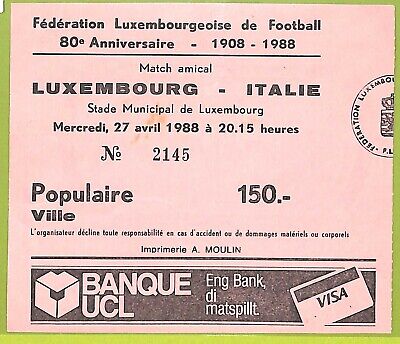 Fédération Luxembourgeoise de Football
80e Anniversaire - 1908 - 1988
Match amical
LUXEMBOURG - ITALIE
Stade Municipal de Luxembourg
Mercredi, 27 avril 1988 à 20.15 heures
№ 2145
Populaire 150.-
Ville
L'organisateur décline toute responsabilité en cas d'accident ou de dommages matériels ou corporels
Imprimerie A. MOULIN
BANQUE
UCL
Eng Bank,
di
matspillt.
VISA
FÉDÉRATION LUXEMBOU
F.L